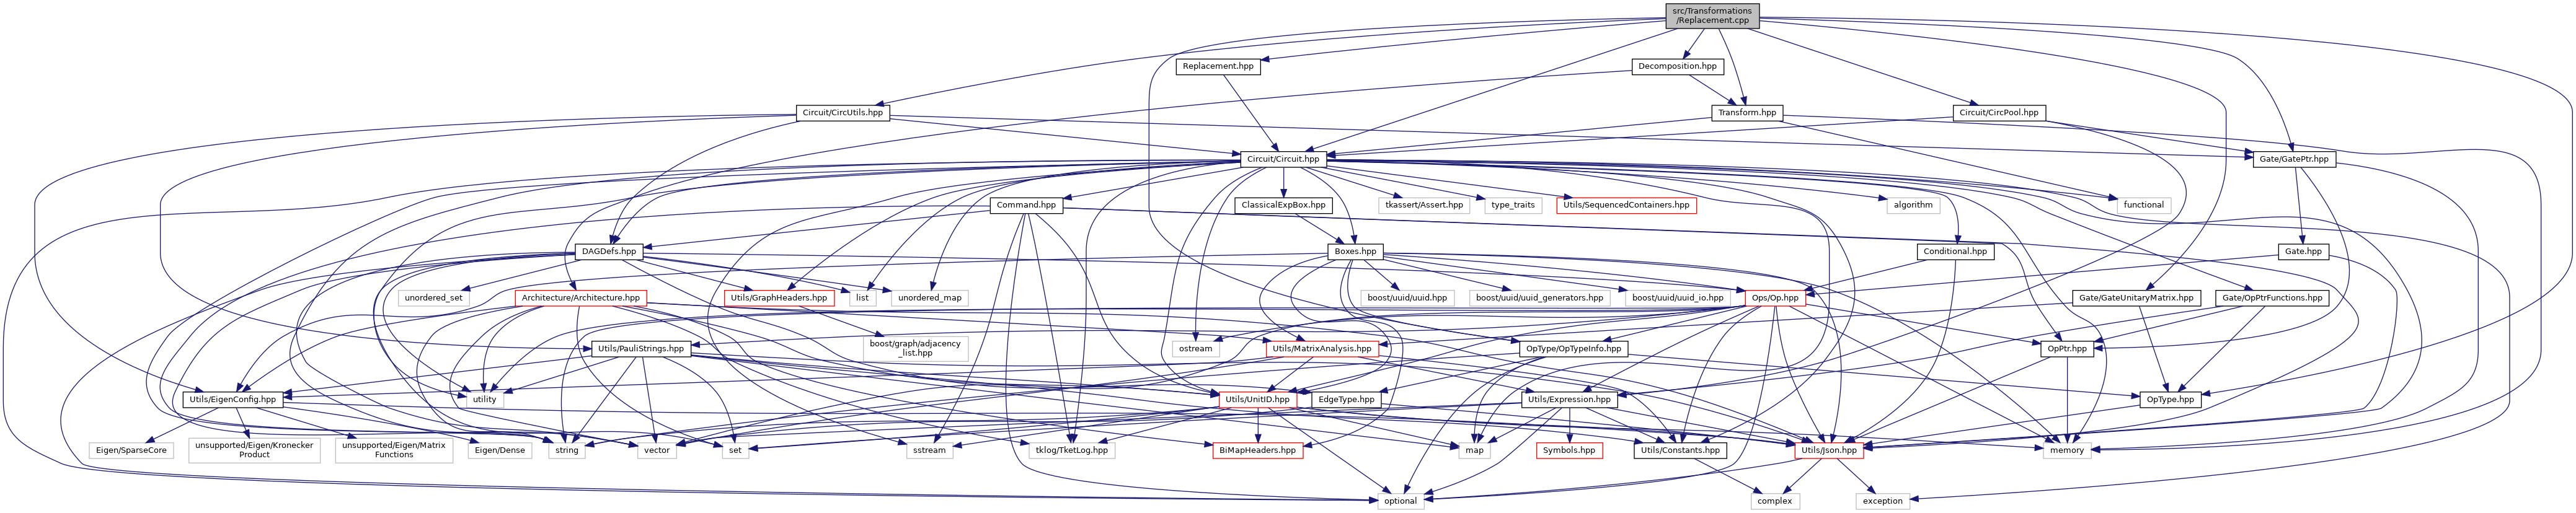 src/Transformations
/Replacement.cpp
Replacement.hpp
Decomposition.hpp
Circuit/CircUtils.hpp
Transform.hpp
Circuit/CircPool.hpp
Circuit/Circuit.hpp
Gate/GatePtr.hpp
Command.hpp
ClassicalExpBox.hpp
tkassert/Assert.hpp
type_traits
Utils/SequencedContainers.hpp
algorithm
functional
DAGDefs.hpp
Boxes.hpp
Conditional.hpp
Gate.hpp
unordered_set
Architecture/Architecture.hpp
Utils/GraphHeaders.hpp
list
unordered_map
boost/uuid/uuid.hpp
boost/uuid/uuid_generators.hpp
boost/uuid/uuid_io.hpp
Ops/Op.hpp
Gate/GateUnitaryMatrix.hpp
Gate/OpPtrFunctions.hpp
Utils/PauliStrings.hpp
boost/graph/adjacency
_list.hpp
ostream
Utils/MatrixAnalysis.hpp
OpType/OpTypeInfo.hpp
OpPtr.hpp
Utils/EigenConfig.hpp
utility
Utils/UnitID.hpp
EdgeType.hpp
Utils/Expression.hpp
OpType.hpp
Eigen/SparseCore
unsupported/Eigen/Kronecker
Product
unsupported/Eigen/Matrix
Functions
Eigen/Dense
string
vector
set
sstream
tklog/TketLog.hpp
BiMapHeaders.hpp
map
Symbols.hpp
Utils/Constants.hpp
Utils/Json.hpp
memory
optional
complex
exception